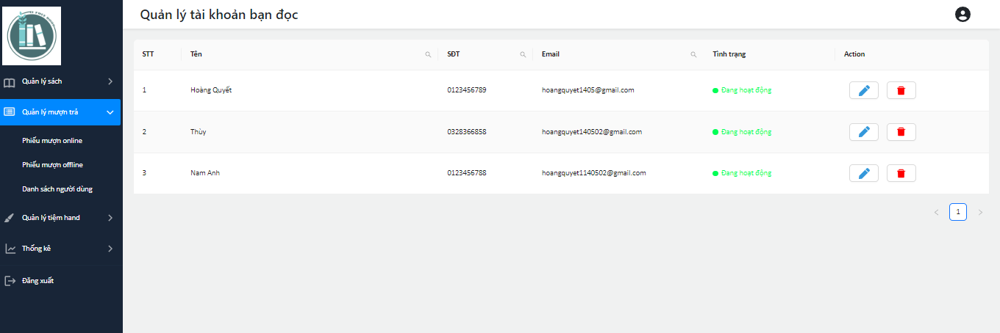 Quản lý tài khoản bạn đọc
Quản lý sách
Quản lý mượn trả
Phiếu mượn online
Phiếu mượn offline
Danh sách người dùng
Quản lý tiệm hand
Thống kê
Đăng xuất
STT Tên SĐT Email Tình trạng Action
1 Hoàng Quyết 0123456789 hoangquyet1405@gmail.com Đang hoạt động
2 Thùy 0328366858 hoangquyet140502@gmail.com Đang hoạt động
3 Nam Anh 0123456788 hoangquyet1140502@gmail.com Đang hoạt động
< 1 >